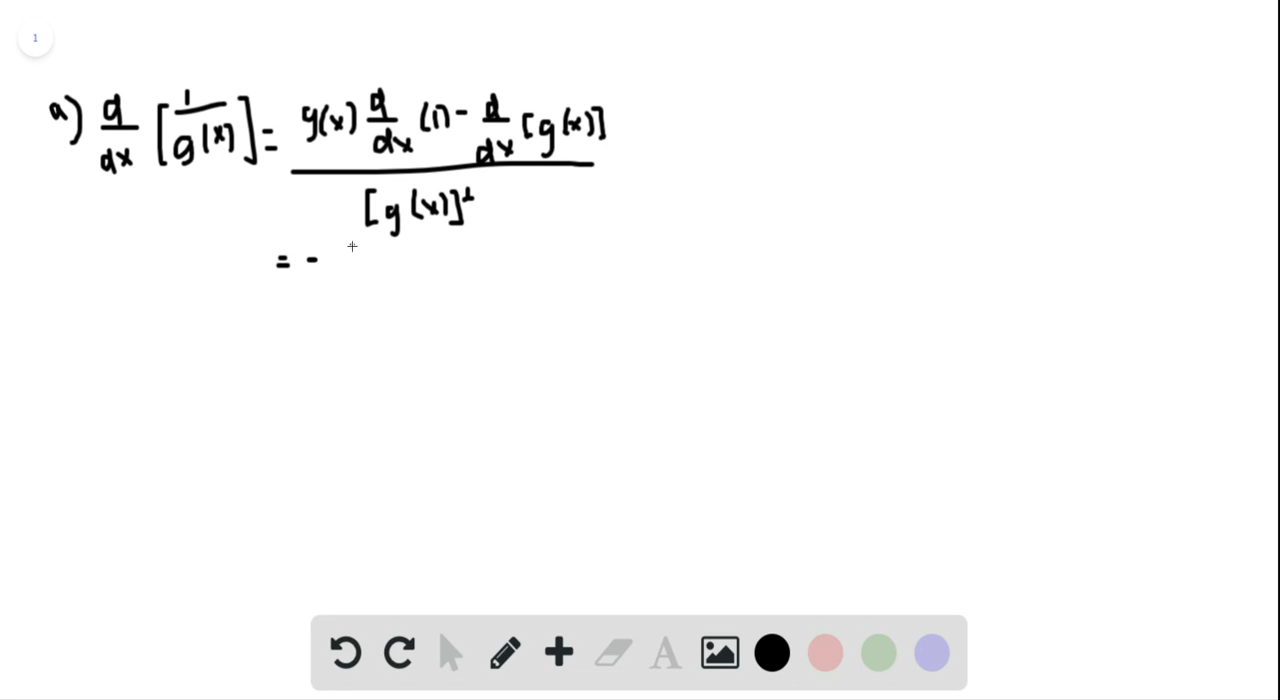 1
a) d/dx [1/g(x)] = (g(x) d/dx (1) - d/dx [g(x)]) / [g(x)]²
= -
A